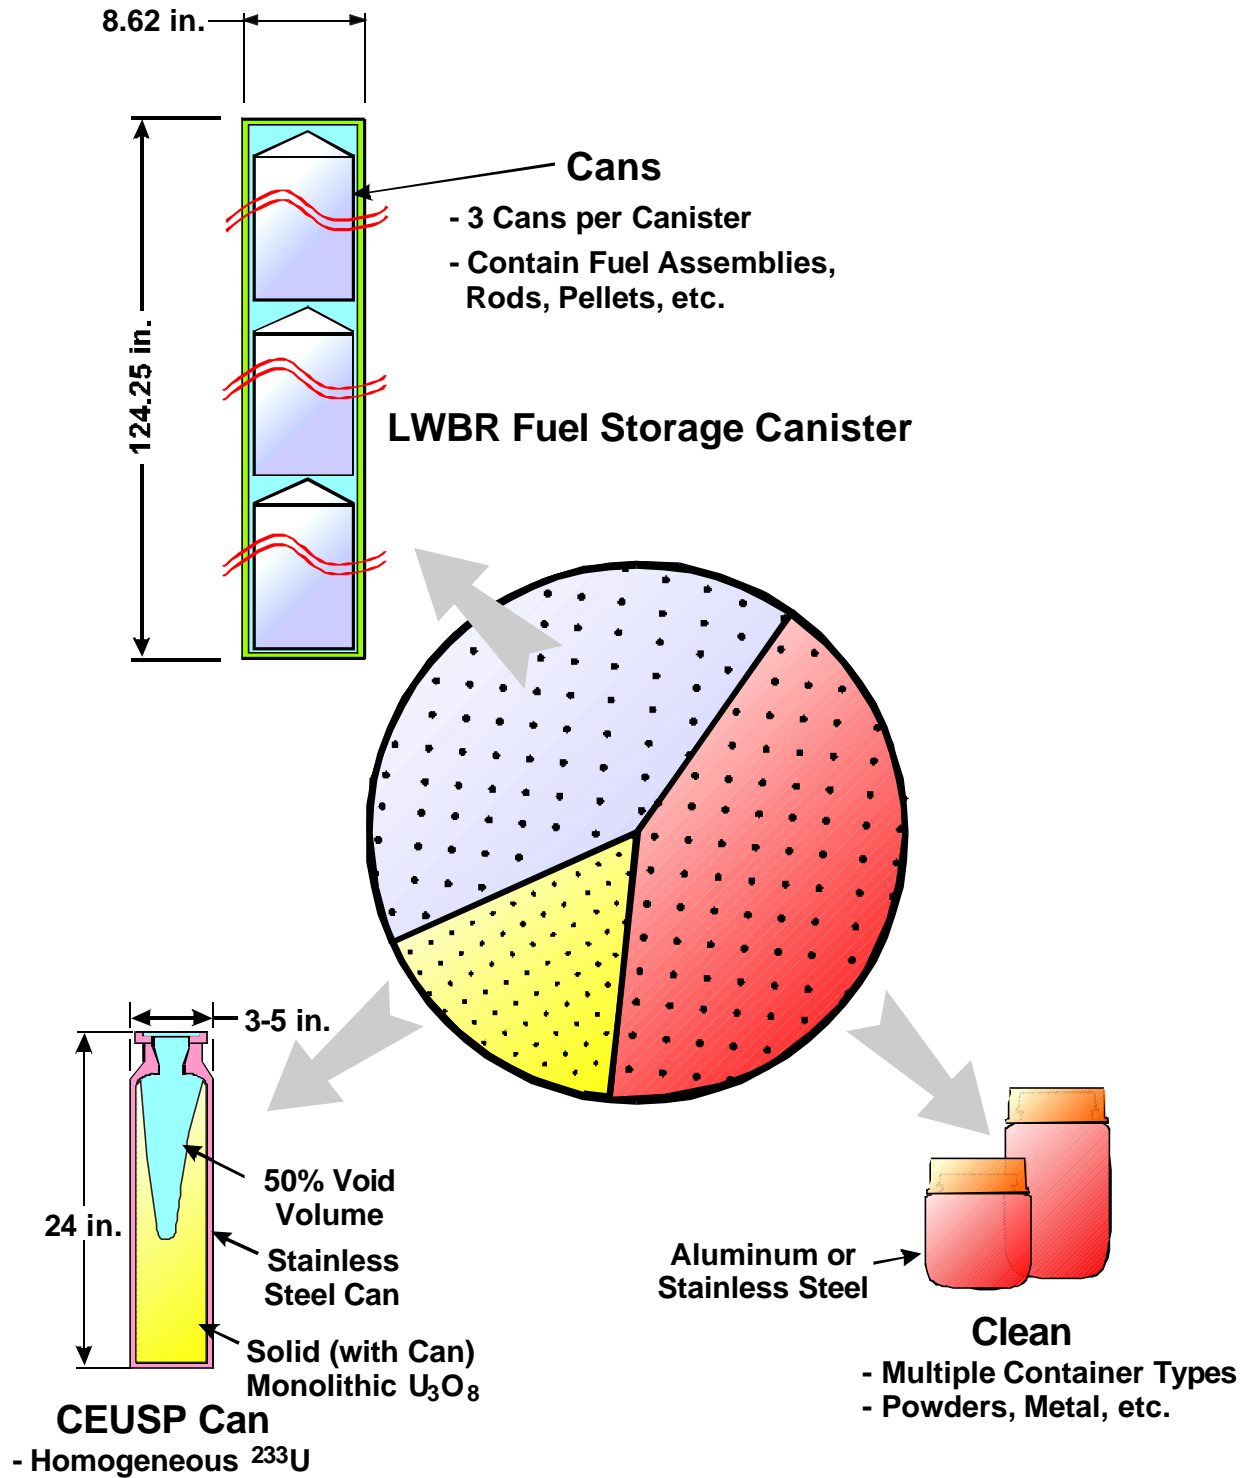 8.62 in.
Cans
- 3 Cans per Canister
- Contain Fuel Assemblies,
Rods, Pellets, etc.
124.25 in.
LWBR Fuel Storage Canister
3-5 in.
24 in.
50% Void
Volume
Stainless
Steel Can
Solid (with Can)
Monolithic U₃O₈
CEUSP Can
- Homogeneous ²³³U
Aluminum or
Stainless Steel
Clean
- Multiple Container Types
- Powders, Metal, etc.